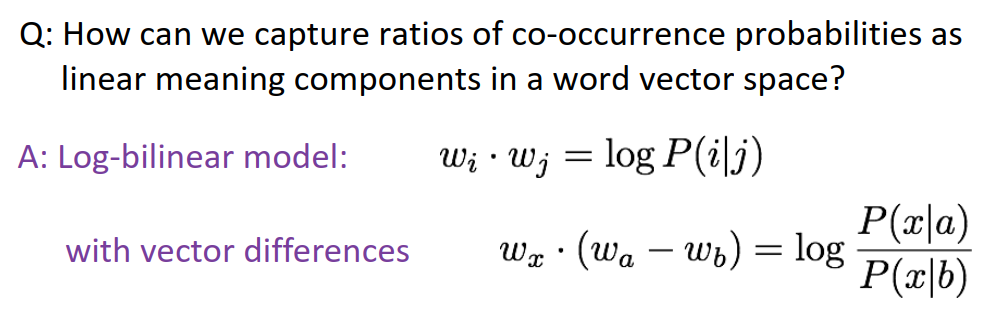 Q: How can we capture ratios of co-occurrence probabilities as
linear meaning components in a word vector space?
A: Log-bilinear model: $w_i \cdot w_j = \log P(i|j)$
with vector differences $w_x \cdot (w_a - w_b) = \log \frac{P(x|a)}{P(x|b)}$